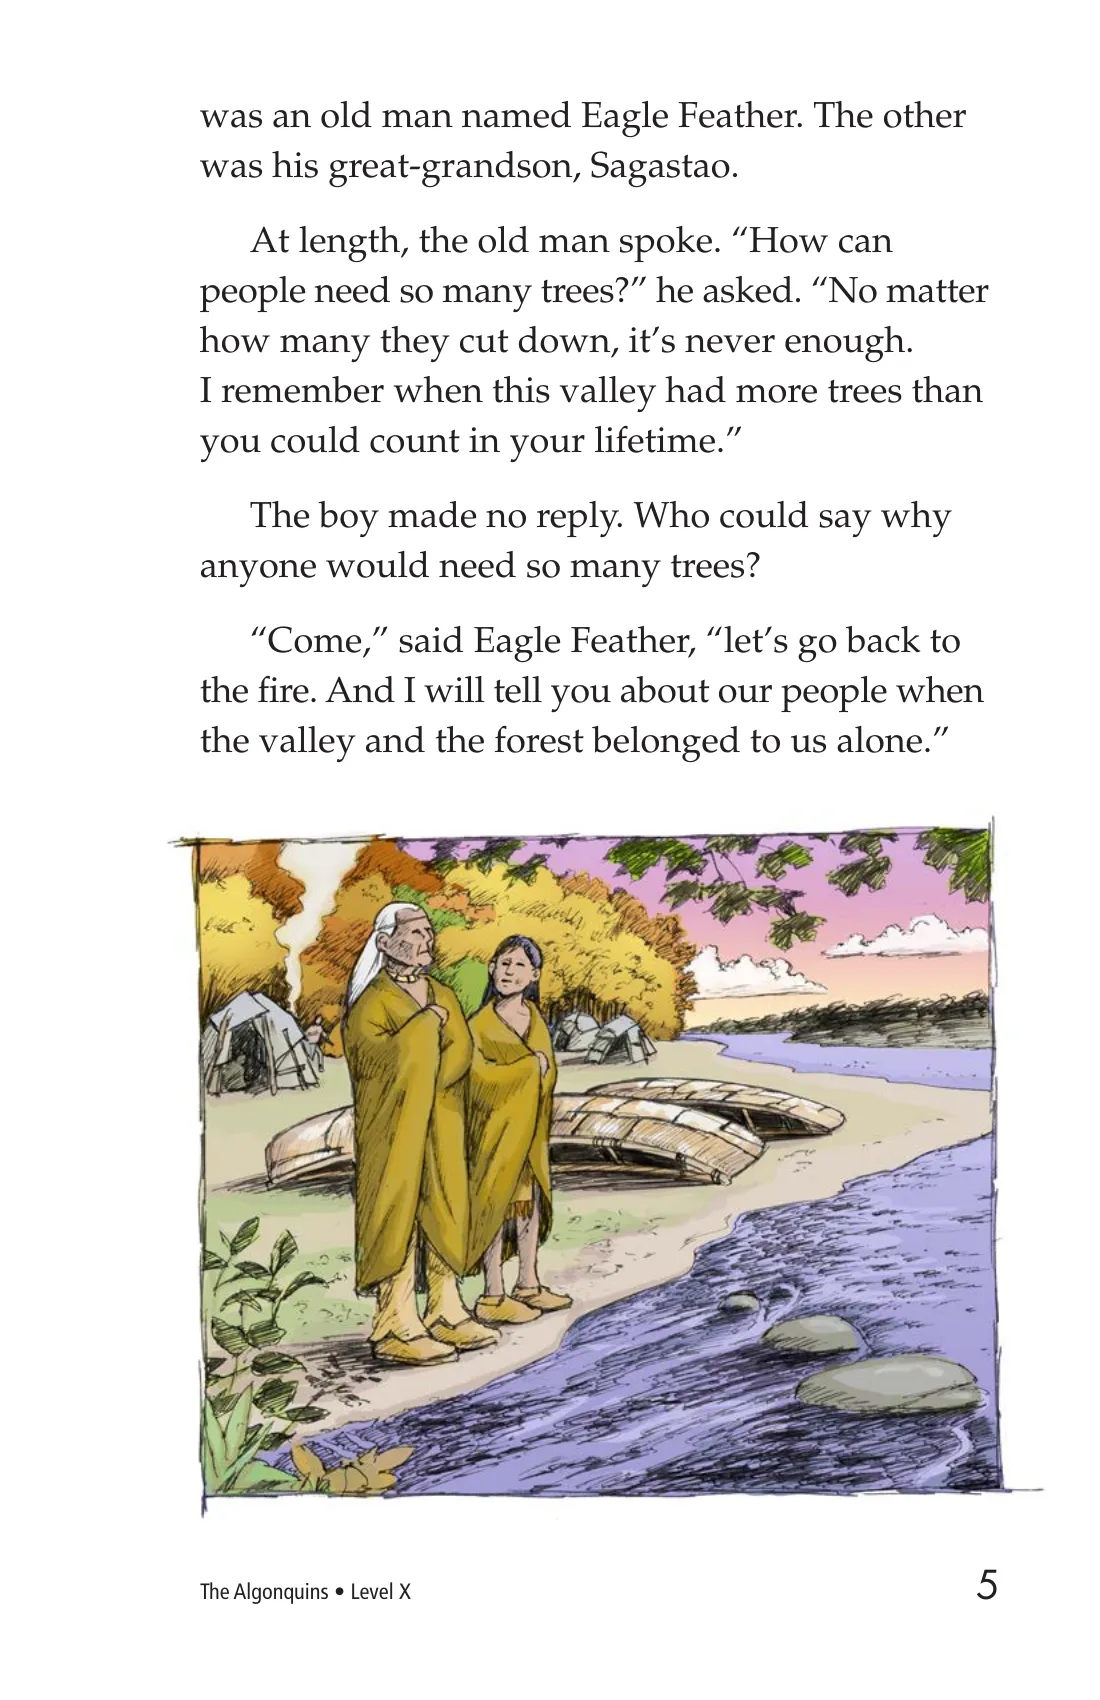 was an old man named Eagle Feather. The other
was his great-grandson, Sagastao.
At length, the old man spoke. “How can
people need so many trees?” he asked. “No matter
how many they cut down, it’s never enough.
I remember when this valley had more trees than
you could count in your lifetime.”
The boy made no reply. Who could say why
anyone would need so many trees?
“Come,” said Eagle Feather, “let’s go back to
the fire. And I will tell you about our people when
the valley and the forest belonged to us alone.”
The Algonquins • Level X
5